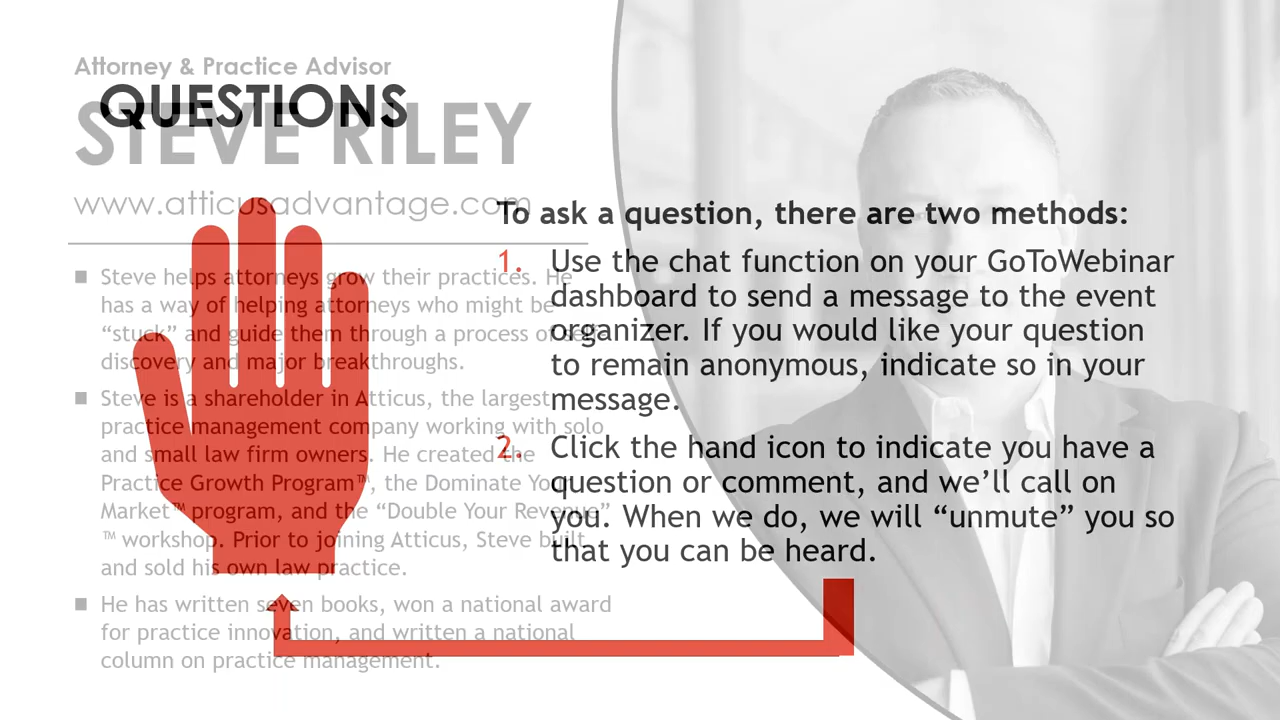 Attorney & Practice Advisor
QUESTIONS
STEVE RILEY
www.atticusadvantage.com
To ask a question, there are two methods:
1. Use the chat function on your GoToWebinar
dashboard to send a message to the event
organizer. If you would like your question
to remain anonymous, indicate so in your
message.
2. Click the hand icon to indicate you have a
question or comment, and we’ll call on
you. When we do, we will “unmute” you so
that you can be heard.
■ Steve helps attorneys grow their practices. He
has a way of helping attorneys who might be
“stuck” and guide them through a process of self-
discovery and major breakthroughs.
■ Steve is a shareholder in Atticus, the largest
practice management company working with solo
and small law firm owners. He created the
Practice Growth Program™, the Dominate Your
Market™ program, and the “Double Your Revenue”
™ workshop. Prior to joining Atticus, Steve built
and sold his own law practice.
■ He has written seven books, won a national award
for practice innovation, and written a national
column on practice management.